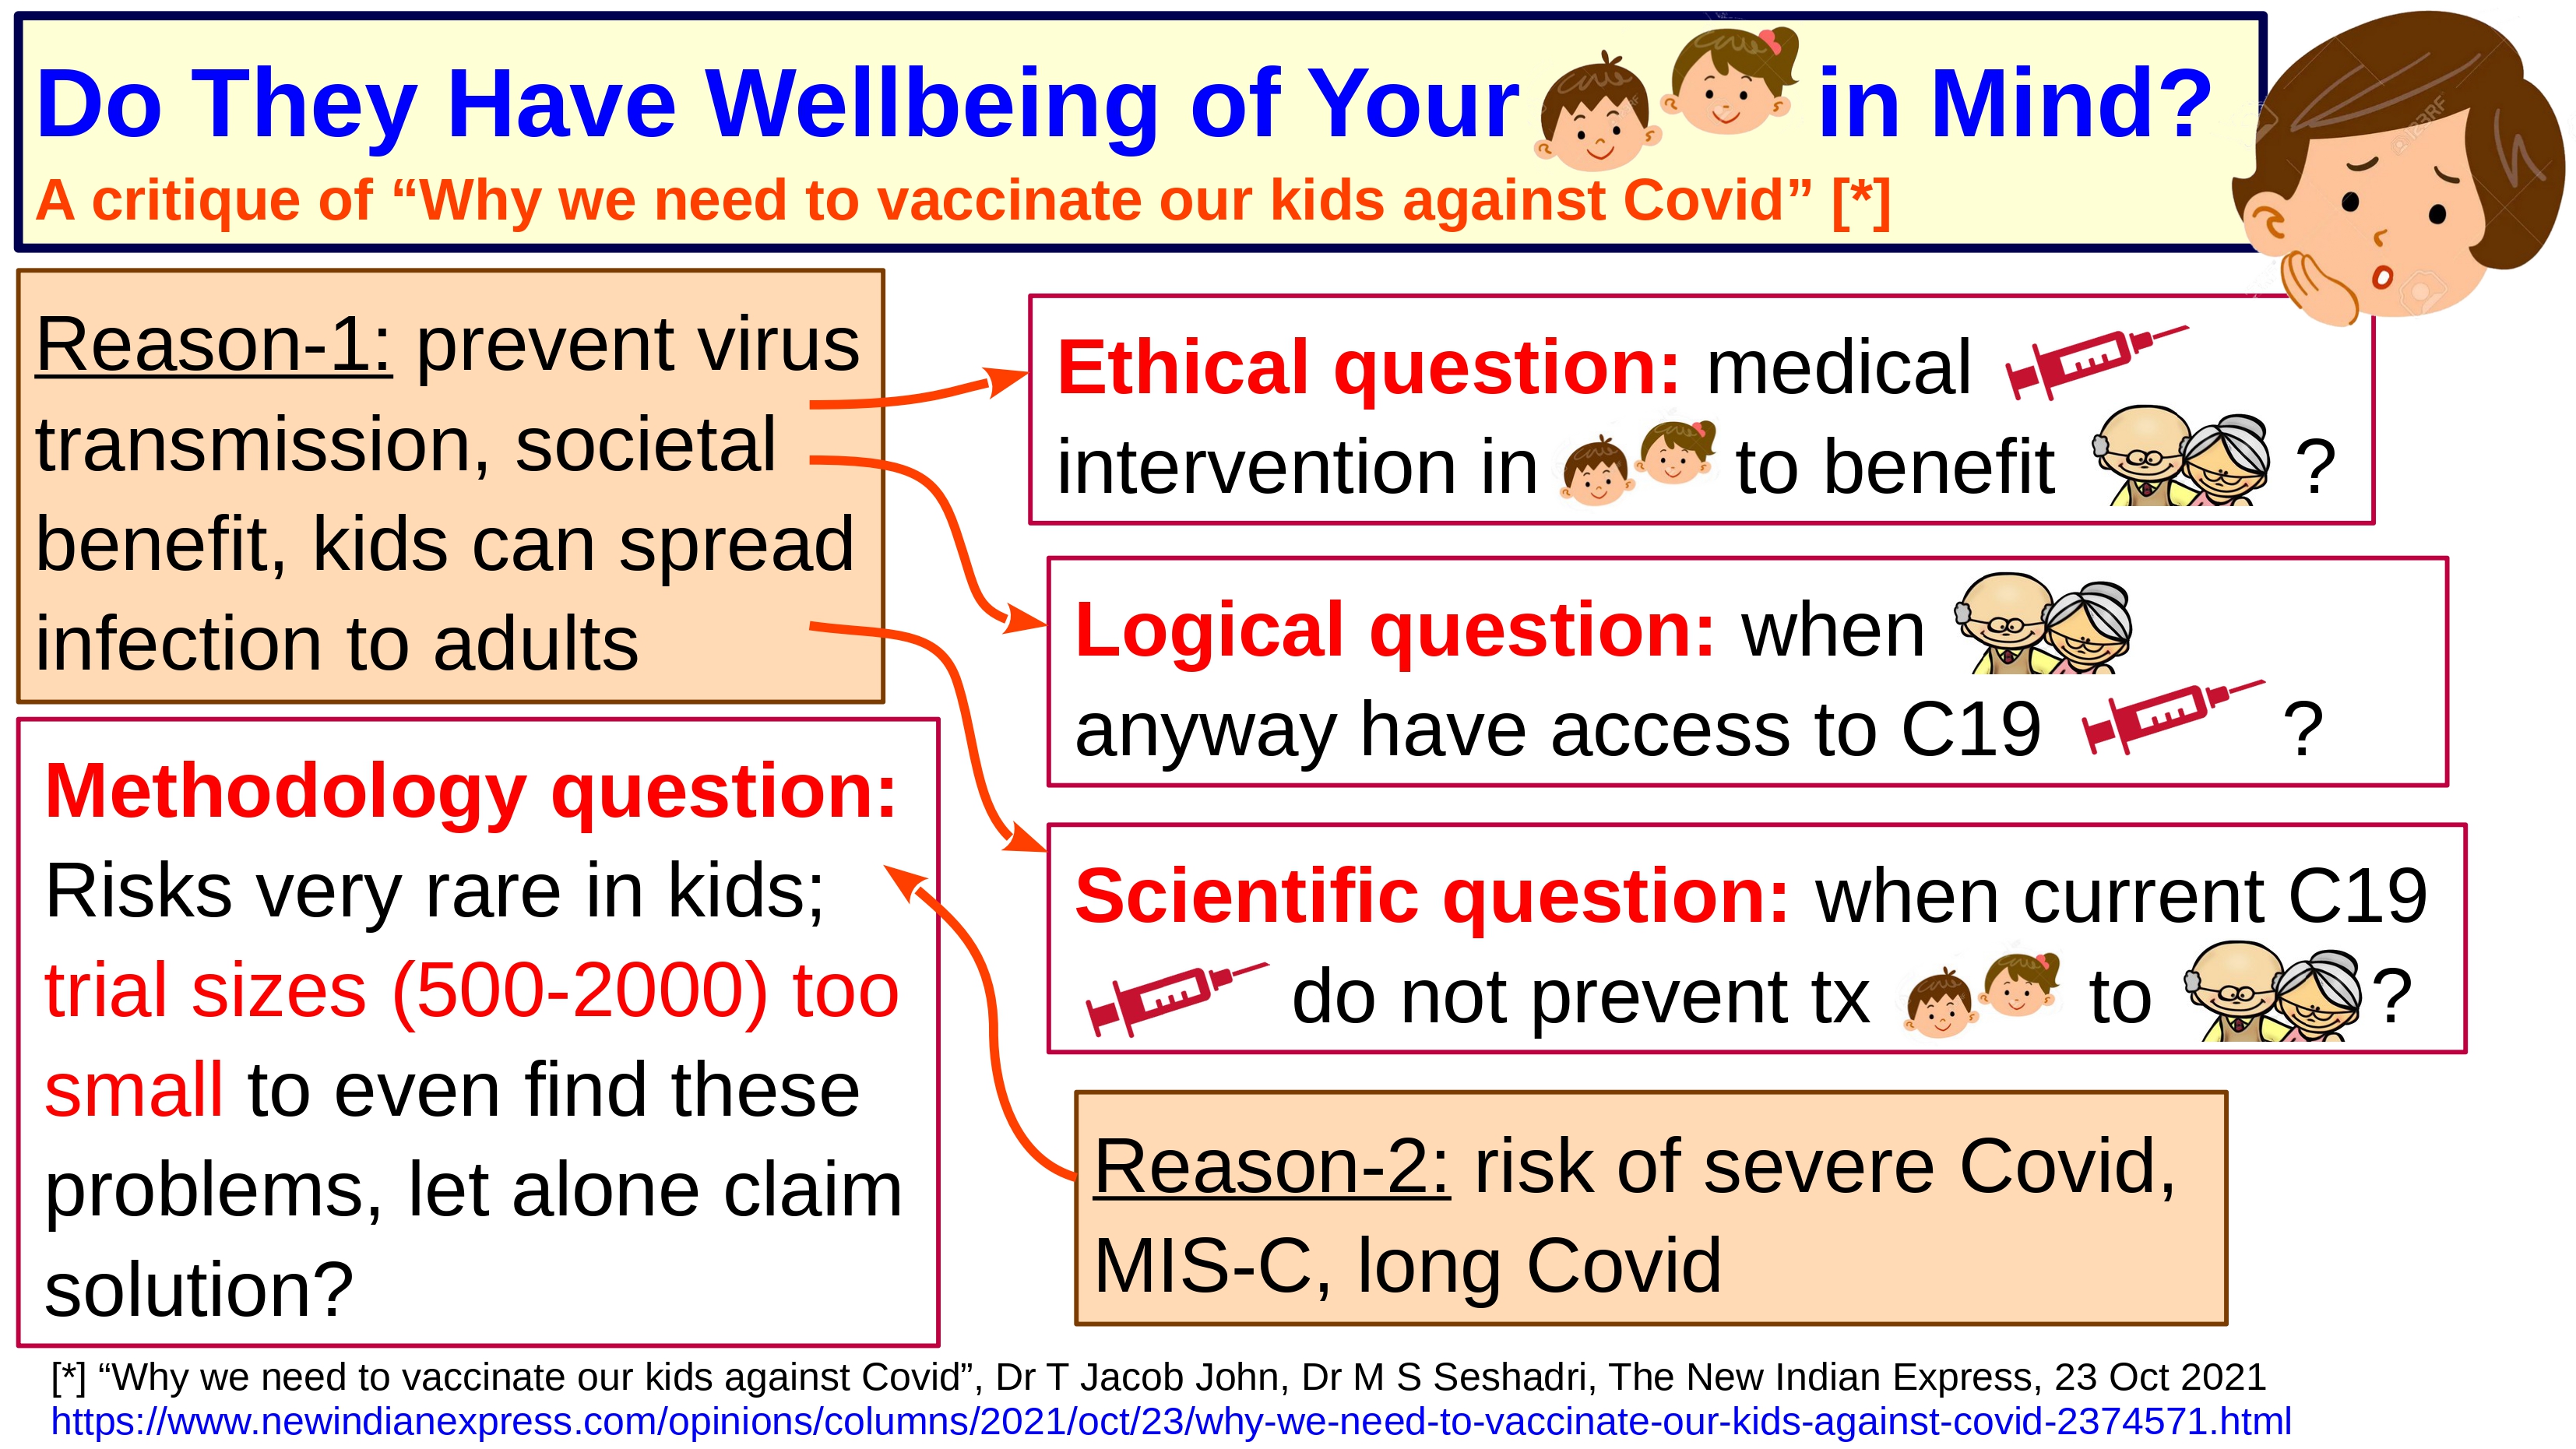 Do They Have Wellbeing of Your in Mind?
A critique of “Why we need to vaccinate our kids against Covid” [*]
Reason-1: prevent virus
transmission, societal
benefit, kids can spread
infection to adults
Ethical question: medical
intervention in to benefit ?
Logical question: when
anyway have access to C19 ?
Scientific question: when current C19
do not prevent tx to ?
Methodology question:
Risks very rare in kids;
trial sizes (500-2000) too
small to even find these
problems, let alone claim
solution?
Reason-2: risk of severe Covid,
MIS-C, long Covid
[*] “Why we need to vaccinate our kids against Covid”, Dr T Jacob John, Dr M S Seshadri, The New Indian Express, 23 Oct 2021
https://www.newindianexpress.com/opinions/columns/2021/oct/23/why-we-need-to-vaccinate-our-kids-against-covid-2374571.html
123RF